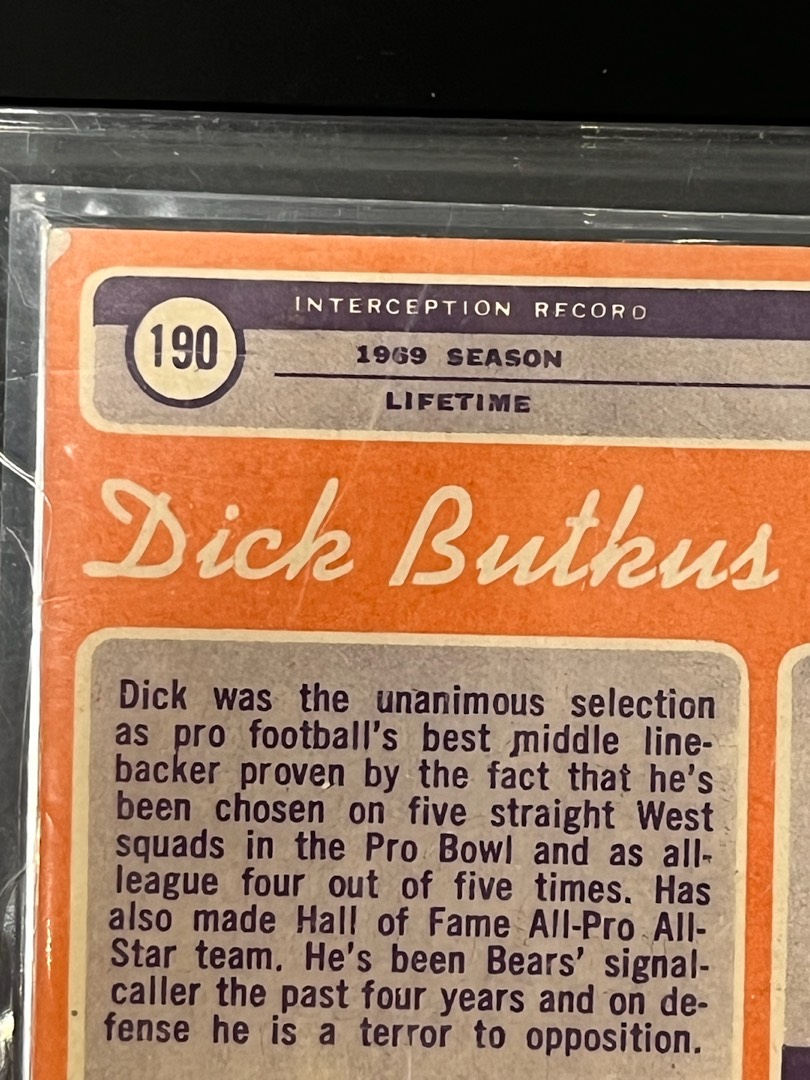 INTERCEPTION RECORD
190
1969 SEASON
LIFETIME
Dick Butkus
Dick was the unanimous selection
as pro football's best middle line-
backer proven by the fact that he's
been chosen on five straight West
squads in the Pro Bowl and as all-
league four out of five times. Has
also made Hall of Fame All-Pro All-
Star team. He's been Bears' signal-
caller the past four years and on de-
fense he is a terror to opposition.